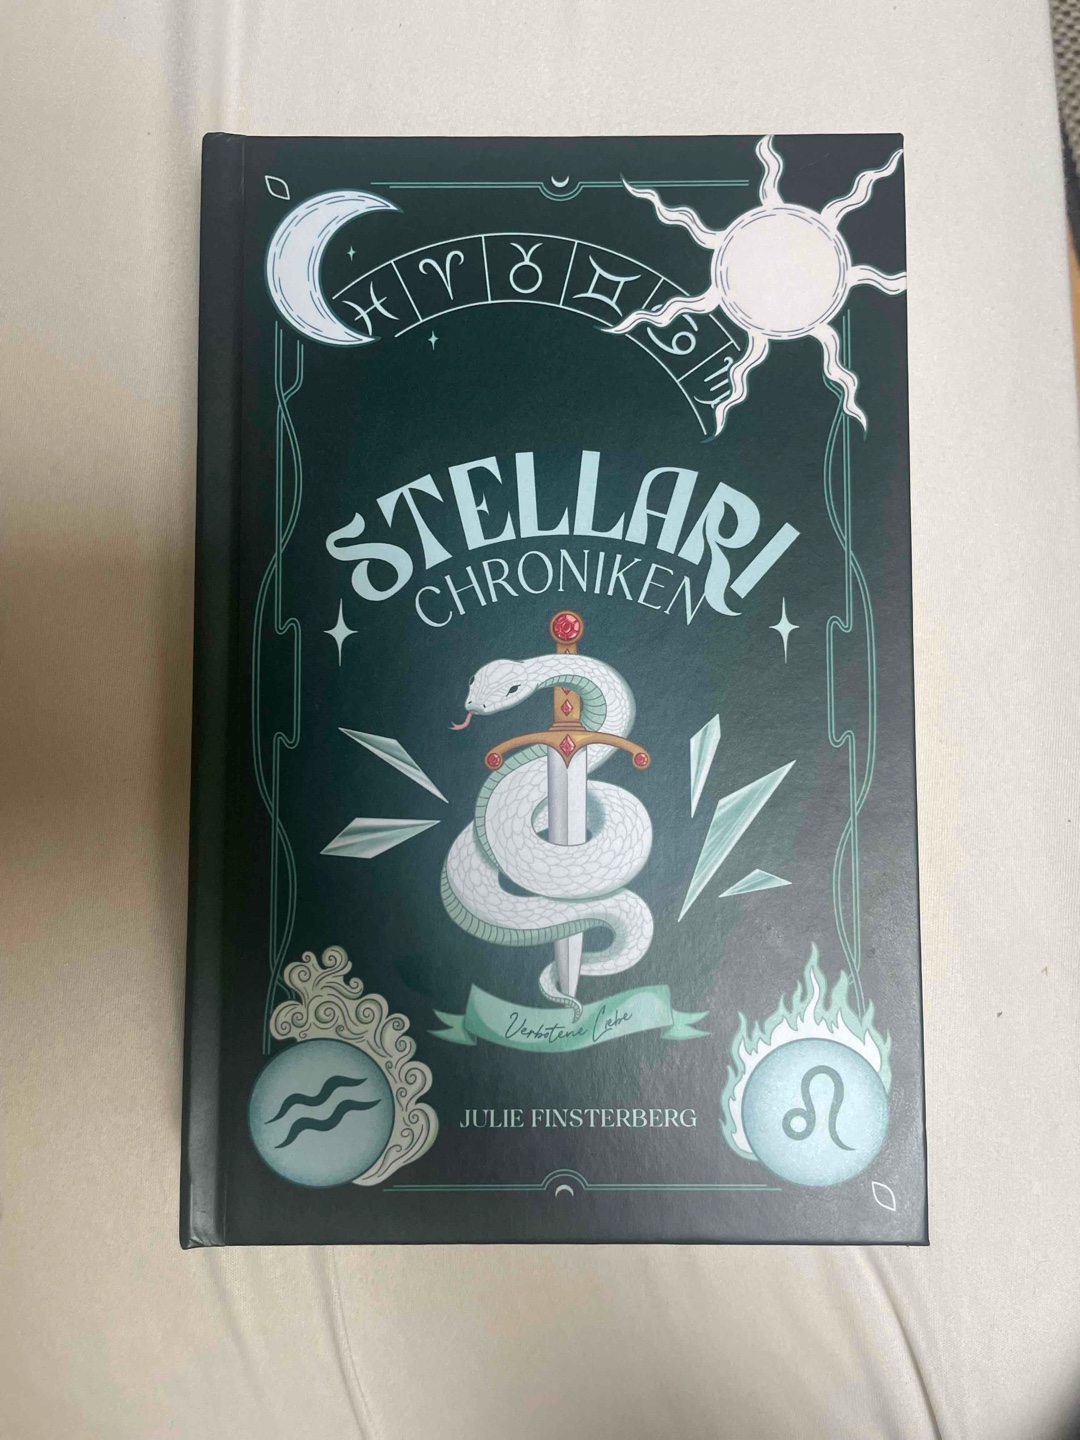 STELLARI
CHRONIKEN
Verbotene Liebe
JULIE FINSTERBERG